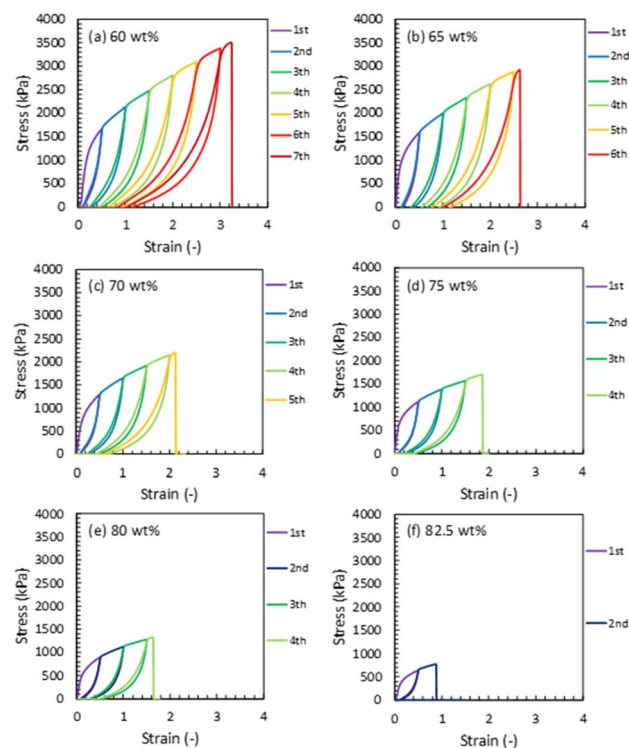 (a) 60 wt%
4000
3500
3000
2500
2000
1500
1000
500
0
Stress (kPa)
0 1 2 3 4
Strain (-)
1st
2nd
3th
4th
5th
6th
7th
(b) 65 wt%
4000
3500
3000
2500
2000
1500
1000
500
0
Stress (kPa)
0 1 2 3 4
Strain (-)
1st
2nd
3th
4th
5th
6th
(c) 70 wt%
4000
3500
3000
2500
2000
1500
1000
500
0
Stress (kPa)
0 1 2 3 4
Strain (-)
1st
2nd
3th
4th
5th
(d) 75 wt%
4000
3500
3000
2500
2000
1500
1000
500
0
Stress (kPa)
0 1 2 3 4
Strain (-)
1st
2nd
3th
4th
(e) 80 wt%
4000
3500
3000
2500
2000
1500
1000
500
0
Stress (kPa)
0 1 2 3 4
Strain (-)
1st
2nd
3th
4th
(f) 82.5 wt%
4000
3500
3000
2500
2000
1500
1000
500
0
Stress (kPa)
0 1 2 3 4
Strain (-)
1st
2nd